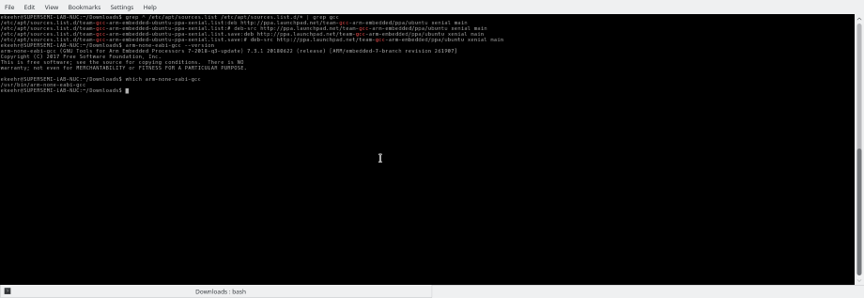 File Edit View Bookmarks Settings Help
ekeehr@SUPERSEMI-LAB-NUC:~/Downloads$ grep ^ /etc/apt/sources.list /etc/apt/sources.list.d/* | grep gcc
/etc/apt/sources.list.d/team-gcc-arm-embedded-ubuntu-ppa-xenial.list:deb http://ppa.launchpad.net/team-gcc-arm-embedded/ppa/ubuntu xenial main
/etc/apt/sources.list.d/team-gcc-arm-embedded-ubuntu-ppa-xenial.list:# deb-src http://ppa.launchpad.net/team-gcc-arm-embedded/ppa/ubuntu xenial main
/etc/apt/sources.list.d/team-gcc-arm-embedded-ubuntu-ppa-xenial.list.save:deb http://ppa.launchpad.net/team-gcc-arm-embedded/ppa/ubuntu xenial main
/etc/apt/sources.list.d/team-gcc-arm-embedded-ubuntu-ppa-xenial.list.save:# deb-src http://ppa.launchpad.net/team-gcc-arm-embedded/ppa/ubuntu xenial main
ekeehr@SUPERSEMI-LAB-NUC:~/Downloads$ arm-none-eabi-gcc --version
arm-none-eabi-gcc (GNU Tools for Arm Embedded Processors 7-2018-q3-update) 7.3.1 20180622 (release) [ARM/embedded-7-branch revision 261907]
Copyright (C) 2017 Free Software Foundation, Inc.
This is free software; see the source for copying conditions. There is NO
warranty; not even for MERCHANTABILITY or FITNESS FOR A PARTICULAR PURPOSE.
ekeehr@SUPERSEMI-LAB-NUC:~/Downloads$ which arm-none-eabi-gcc
/usr/bin/arm-none-eabi-gcc
ekeehr@SUPERSEMI-LAB-NUC:~/Downloads$
Downloads : bash